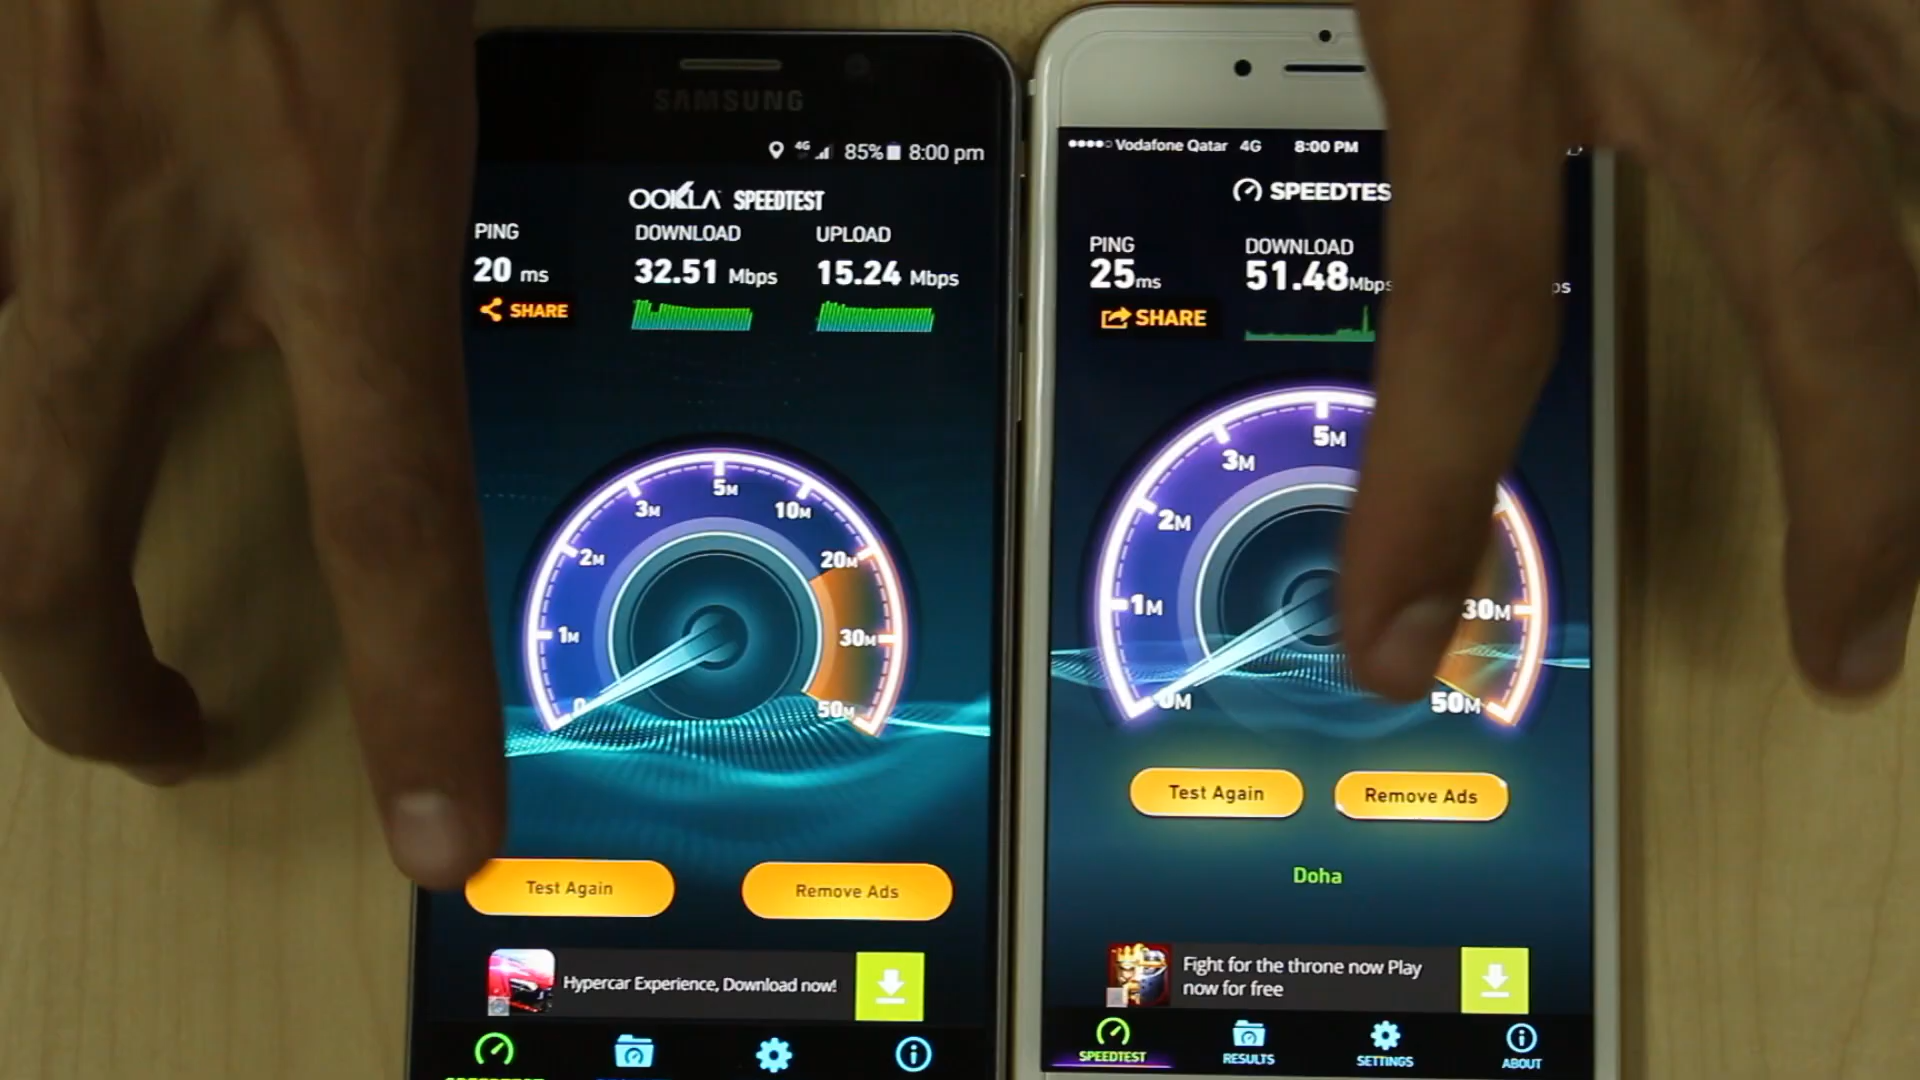 SAMSUNG
4G 85% 8:00 pm
OOKLA SPEEDTEST
PING DOWNLOAD UPLOAD
20 ms 32.51 Mbps 15.24 Mbps
SHARE
0
1M
2M
3M
5M
10M
20M
30M
50M
Test Again Remove Ads
Hypercar Experience, Download now!
Vodafone Qatar 4G 8:00 PM
SPEEDTES
PING DOWNLOAD
25ms 51.48Mbps
SHARE
0M
1M
2M
3M
5M
30M
50M
Test Again Remove Ads
Doha
Fight for the throne now Play
now for free
SPEEDTEST RESULTS SETTINGS ABOUT